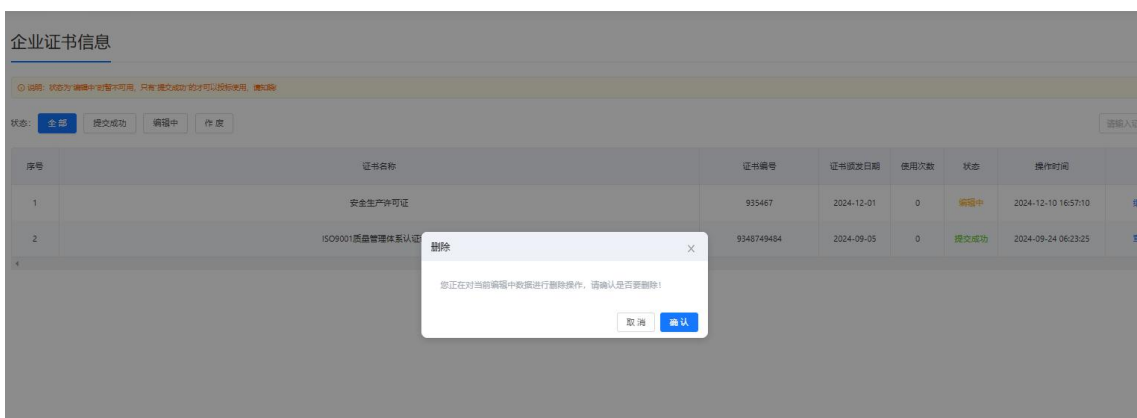 企业证书信息
说明：状态为“编辑中”的暂不可用，只有“提交成功”的才可以投标使用，请知晓!
状态： 全部 提交成功 编辑中 作废
请输入证
序号 证书名称 证书编号 证书颁发日期 使用次数 状态 操作时间
1 安全生产许可证 935467 2024-12-01 0 编辑中 2024-12-10 16:57:10
2 ISO9001质量管理体系认证 9348749484 2024-09-05 0 提交成功 2024-09-24 06:23:25
删除
您正在对当前编辑中数据进行删除操作，请确认是否要删除!
取消 确认